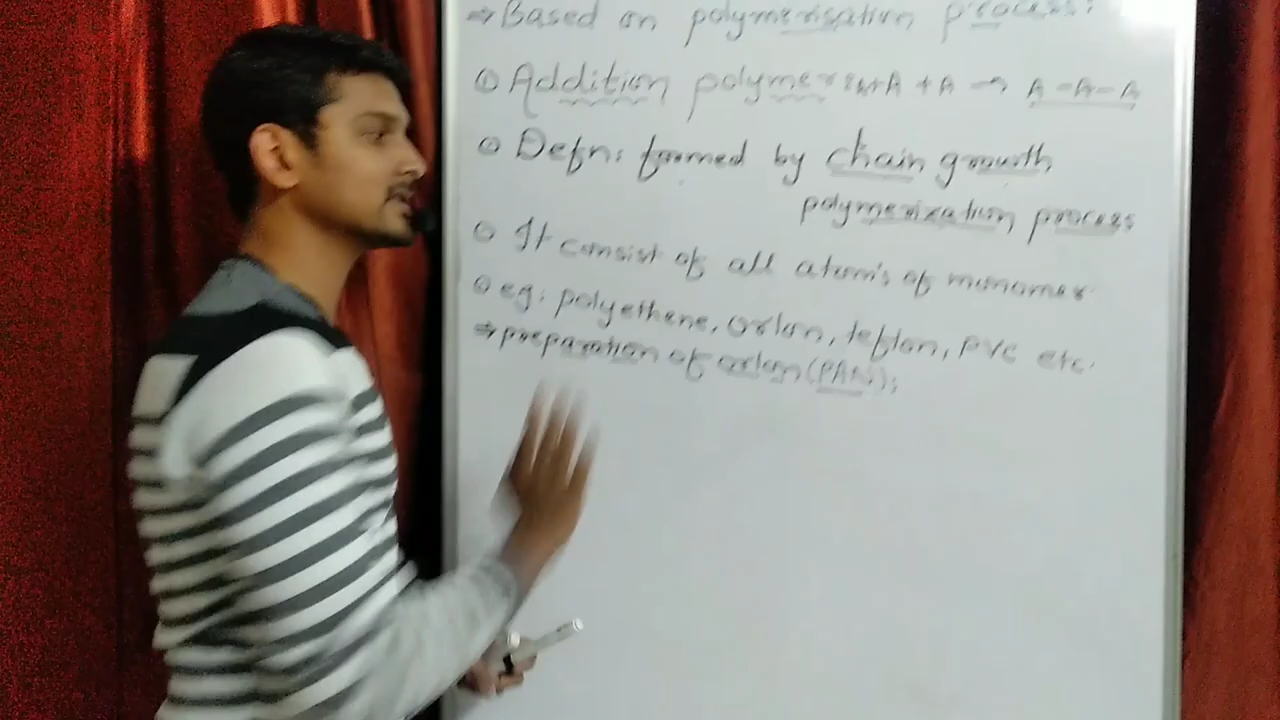 ⇒ Based on polymerisation process:
① Addition polymers A + A → A - A - A
⊙ Defn: formed by chain growth
polymerization process
⊙ It consist of all atom's of monomer.
⊙ eg: polyethene, orlon, teflon, PVC etc.
⇒ preparation of orlon (PAN):